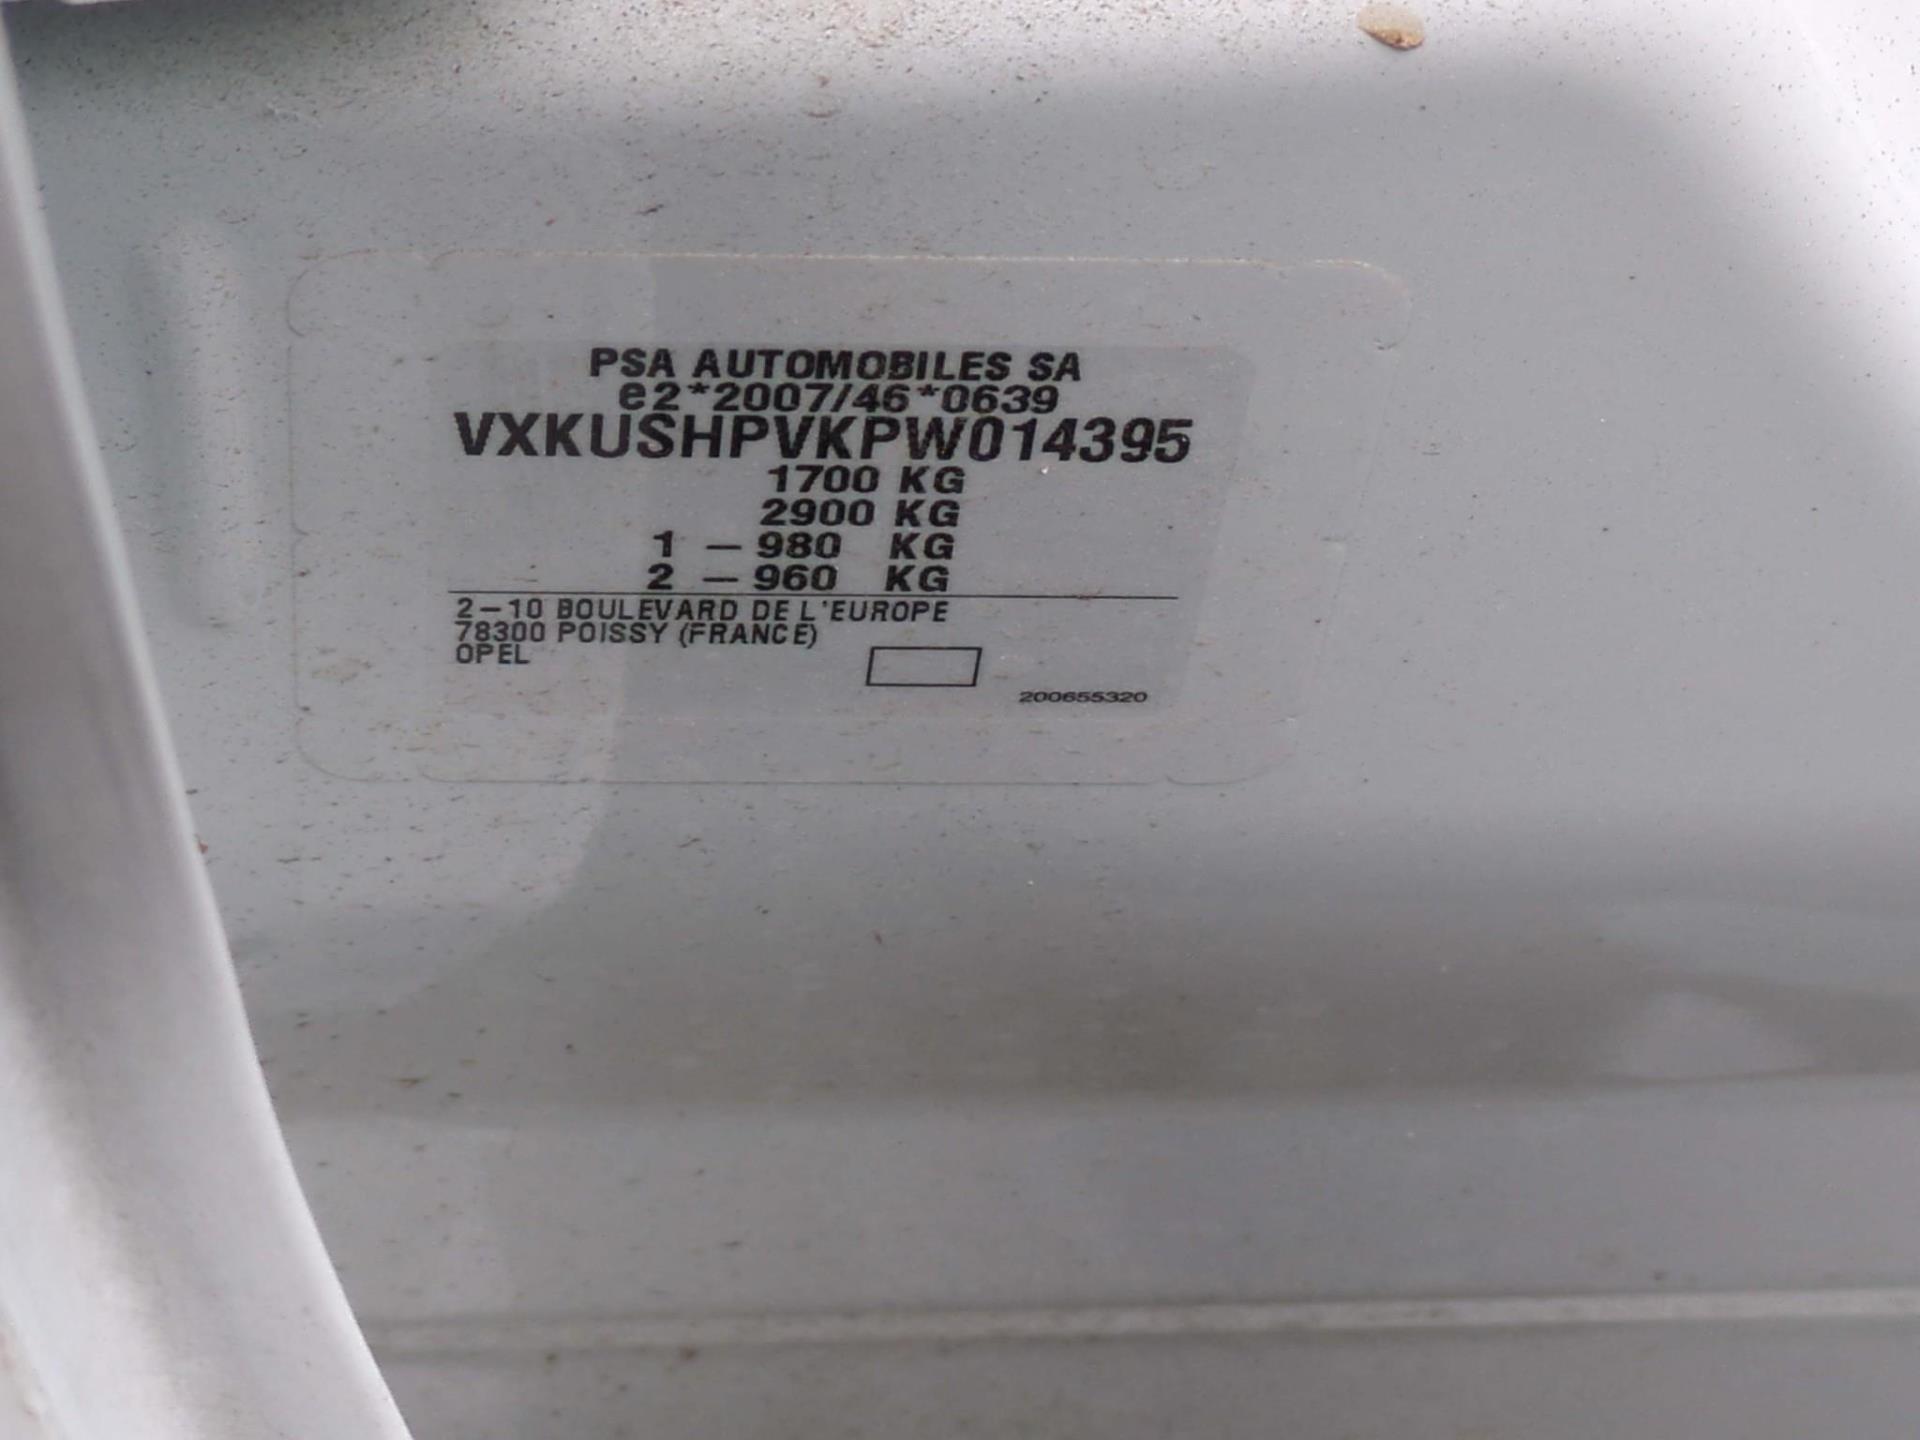 PSA AUTOMOBILES SA
e2*2007/46*0639
VXKUSHPVKPW014395
1700 KG
2900 KG
1 – 980 KG
2 – 960 KG
2–10 BOULEVARD DE L'EUROPE
78300 POISSY (FRANCE)
OPEL
200655320